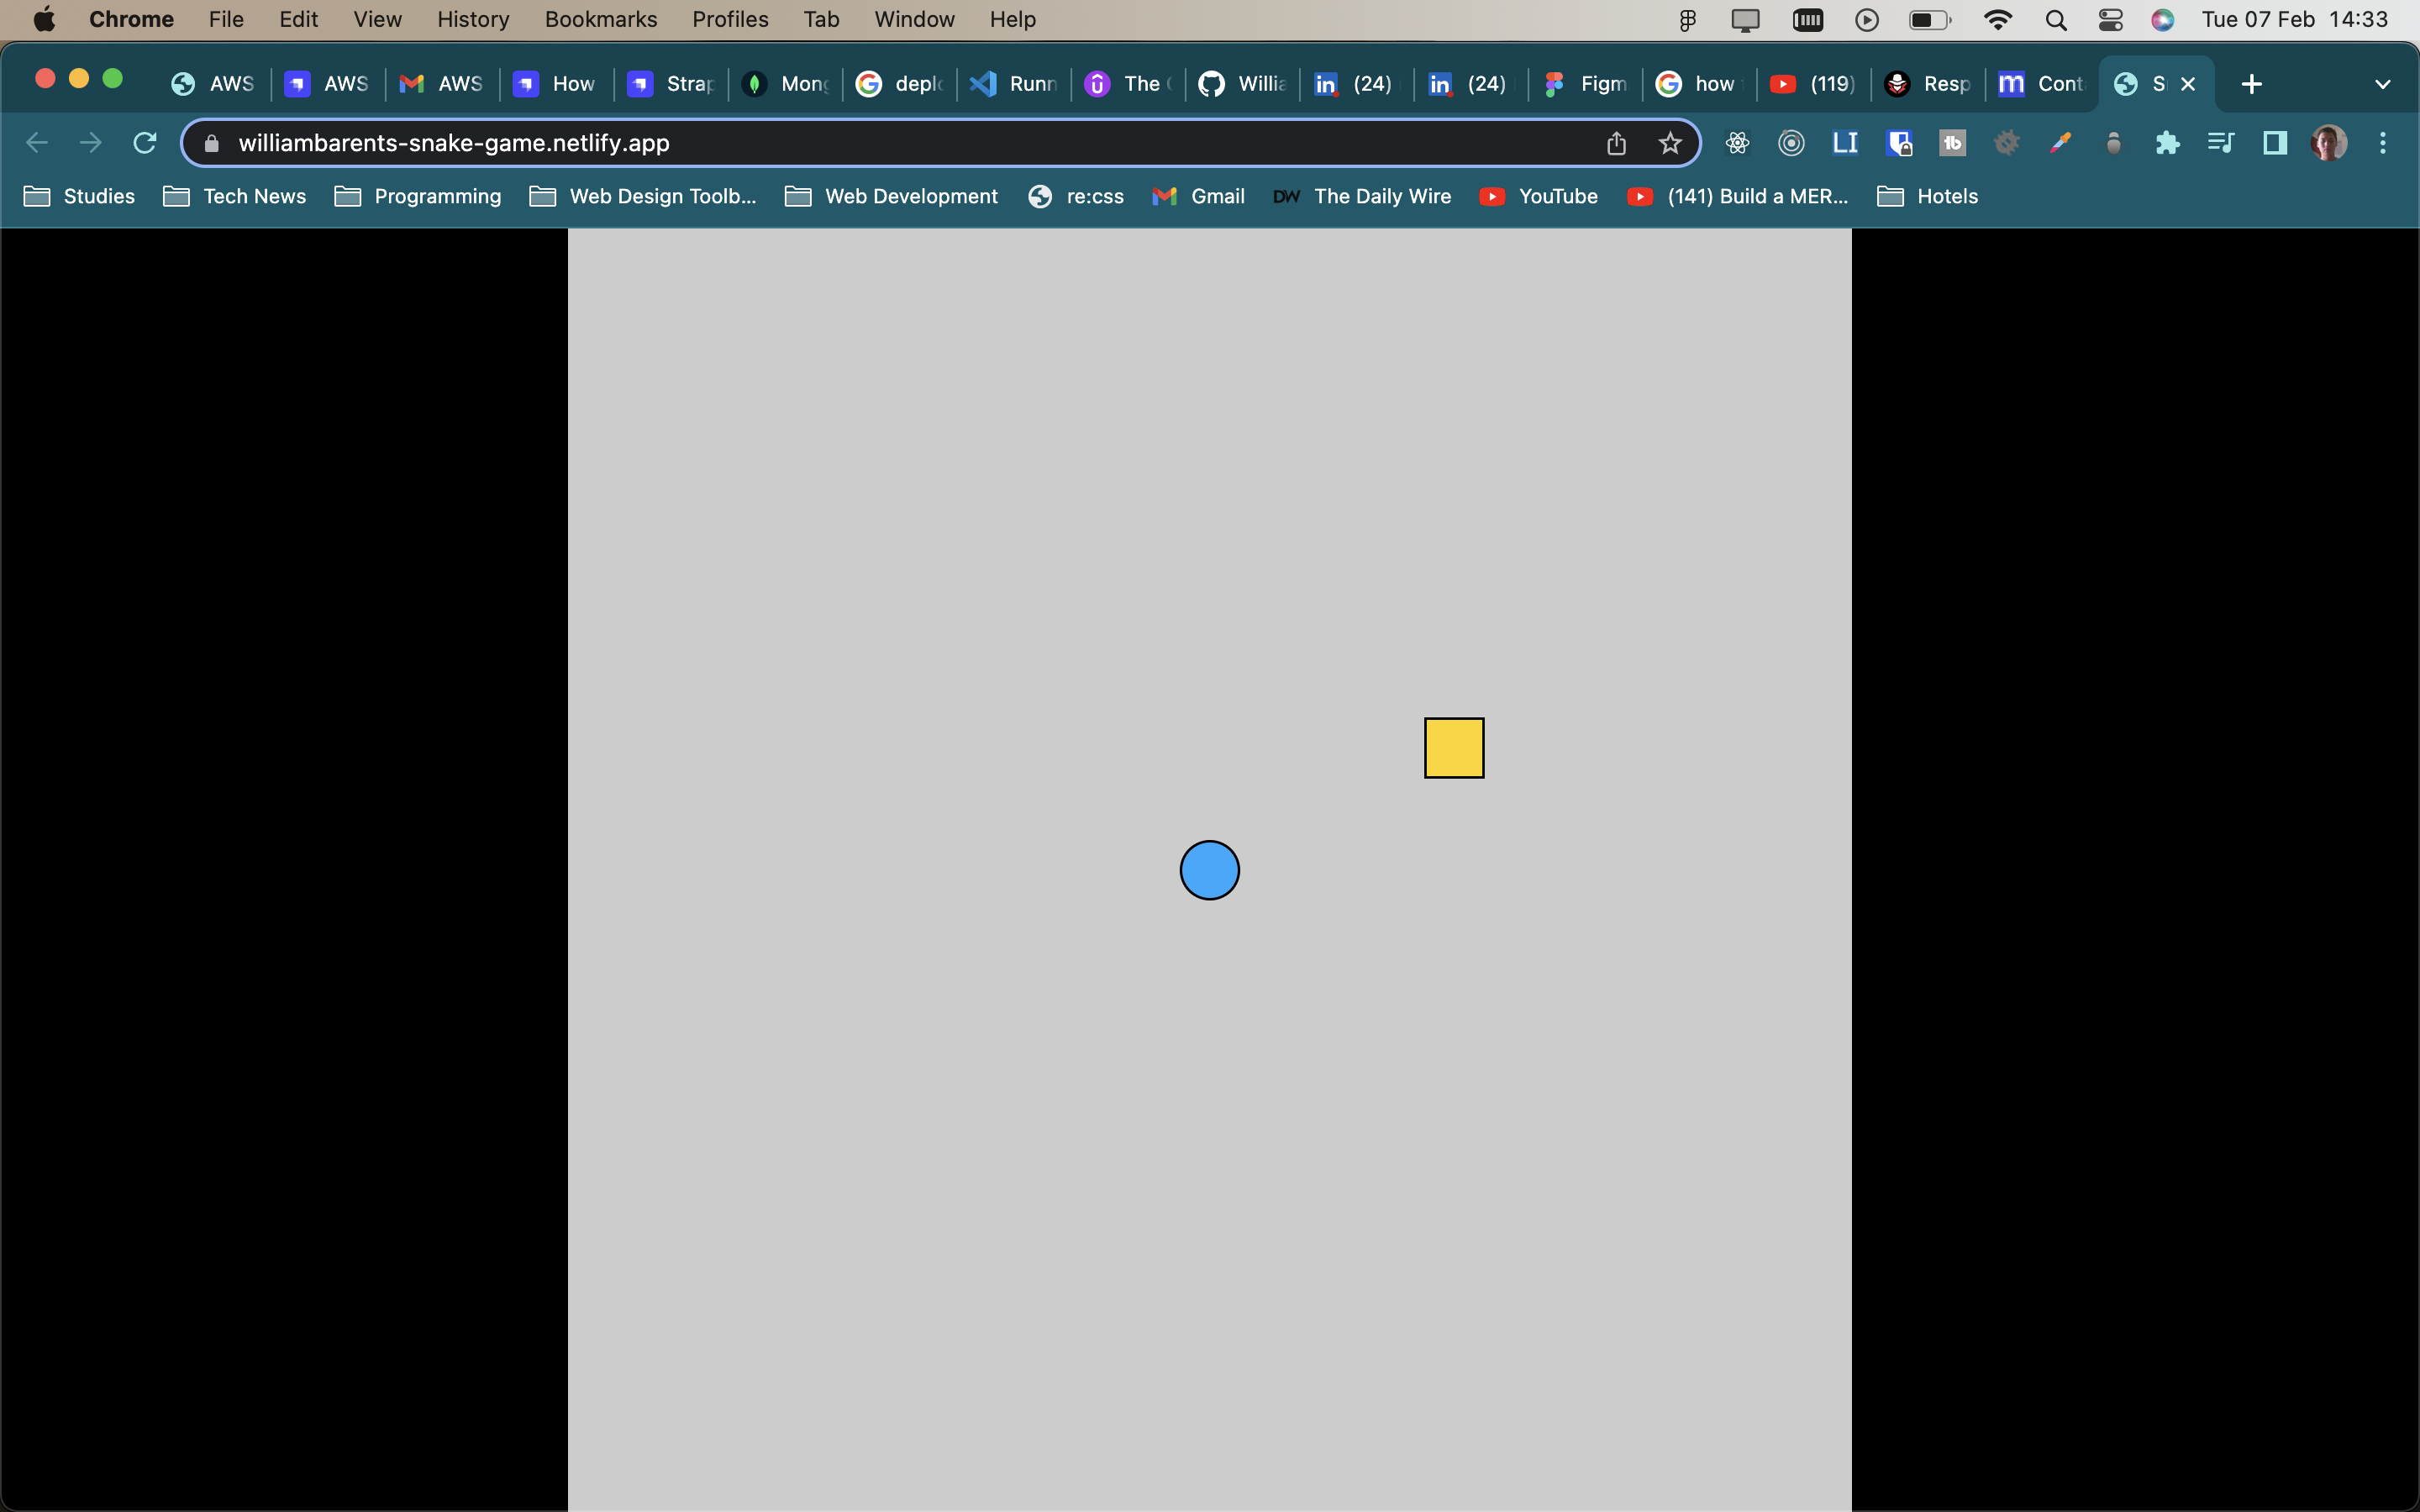 Chrome File Edit View History Bookmarks Profiles Tab Window Help Tue 07 Feb 14:33
AWS AWS AWS How Strap Mong deplo Runn The Willia (24) (24) Figm how (119) Resp Cont S
williambarents-snake-game.netlify.app LI tb
Studies Tech News Programming Web Design Toolb... Web Development re:css Gmail DW The Daily Wire YouTube (141) Build a MER... Hotels